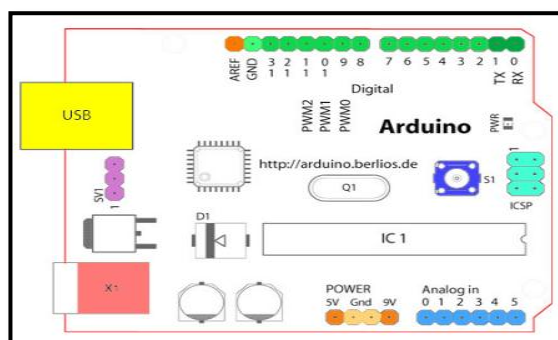 AREF
GND
13
12
11
10
9
8
7
6
5
4
3
2
1
0
TX
RX
Digital
USB
PWM2
PWM1
PWM0
Arduino
PWR
http://arduino.berlios.de
SV1
1
Q1
S1
1
ICSP
D1
IC 1
X1
POWER
5V Gnd 9V
Analog in
0 1 2 3 4 5